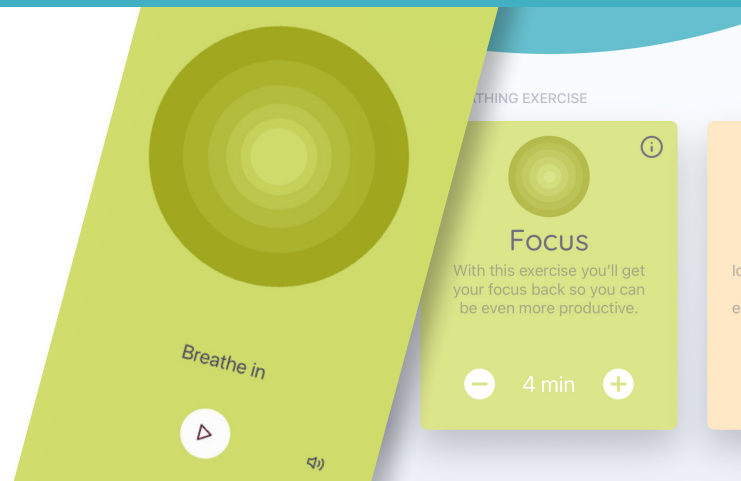 THING EXERCISE
Focus
With this exercise you'll get
your focus back so you can
be even more productive.
4 min
Breathe in